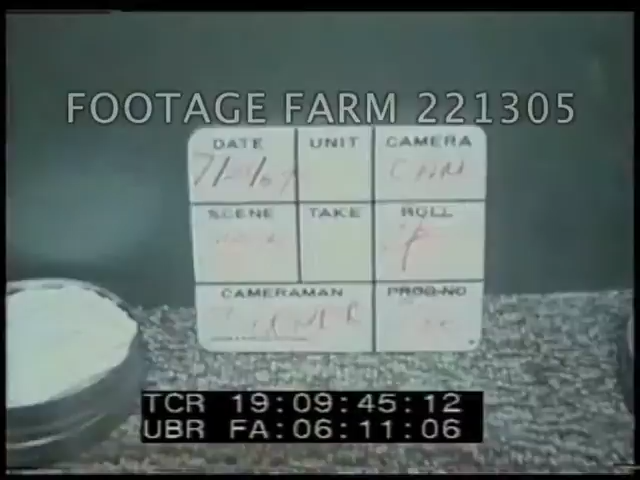 FOOTAGE FARM 221305
DATE UNIT CAMERA
SCENE TAKE ROLL
CAMERAMAN PROD-NO
TCR 19:09:45:12
UBR FA:06:11:06